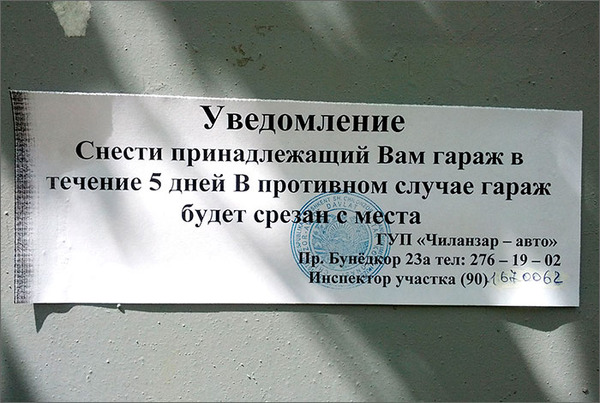 Уведомление
Снести принадлежащий Вам гараж в
течение 5 дней В противном случае гараж
будет срезан с места
ГУП «Чиланзар – авто»
Пр. Бунёдкор 23а тел: 276 – 19 – 02
Инспектор участка (90) 1670062
DAVLAT